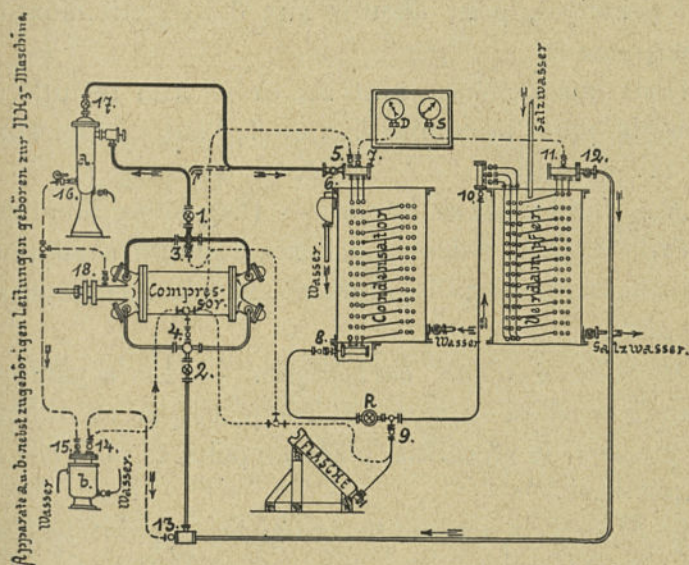 Apparate a.u.b. nebst zugehörigen Leitungen gehören zur NH₃-Maschine.
17.
a
16.
18.
1.
3.
Compres-
sor.
4.
2.
15.
14.
b.
Wasser
Wasser.
13.
D
S
5.
7.
6.
Wasser.
Condensator
8.
Wasser
R
9.
FLASCHE
Salzwasser
10.
11.
12.
Verdampfer
Salzwasser.